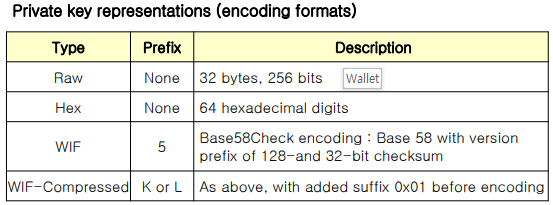 Private key representations (encoding formats)
Type Prefix Description
Raw None 32 bytes, 256 bits Wallet
Hex None 64 hexadecimal digits
WIF 5 Base58Check encoding : Base 58 with version
prefix of 128-and 32-bit checksum
WIF-Compressed K or L As above, with added suffix 0x01 before encoding